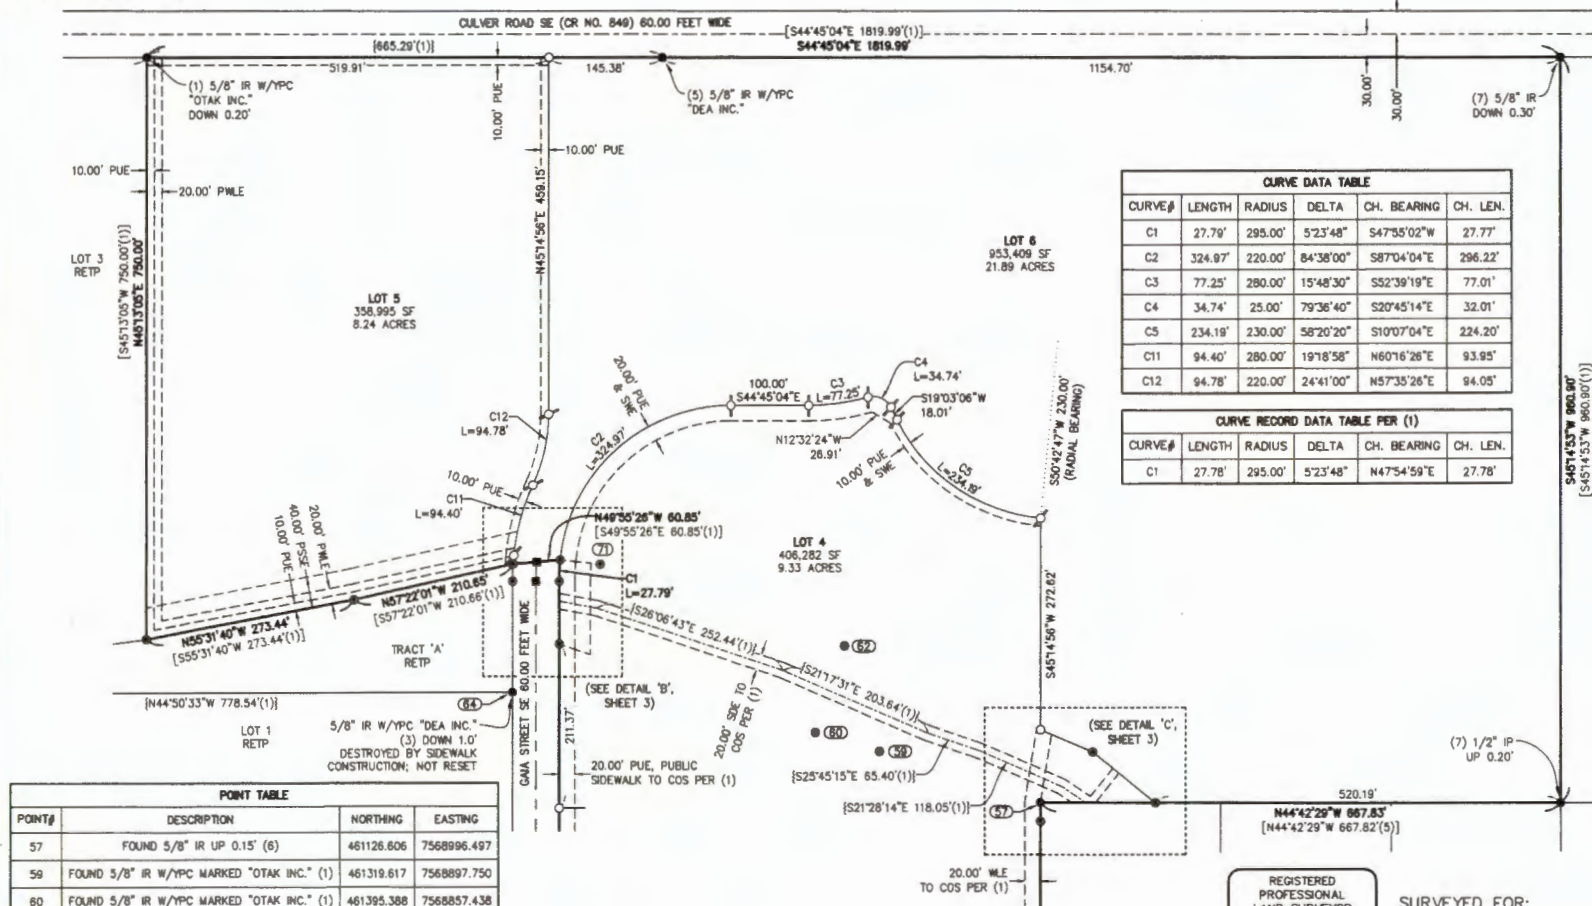 CULVER ROAD SE (CR NO. 849) 60.00 FEET WIDE
[S44°45'04"E 1819.99'(1)]
S44°45'04"E 1819.99'
{665.29'(1)}
519.91'
145.38'
1154.70'
(1) 5/8" IR W/YPC
"OTAK INC."
DOWN 0.20'
10.00' PUE
(5) 5/8" IR W/YPC
"DEA INC."
30.00'
30.00'
(7) 5/8" IR
DOWN 0.30'
10.00' PUE
20.00' PWLE
10.00' PUE
N45°14'56"E 459.15'
[S45°13'05"W 750.00'(1)]
N45°13'05"E 750.00'
LOT 3
RETP
LOT 5
358,995 SF
8.24 ACRES
LOT 6
953,409 SF
21.89 ACRES
CURVE DATA TABLE
CURVE# LENGTH RADIUS DELTA CH. BEARING CH. LEN.
C1 27.79' 295.00' 5°23'48" S47°55'02"W 27.77'
C2 324.97' 220.00' 84°38'00" S87°04'04"E 296.22'
C3 77.25' 280.00' 15°48'30" S52°39'19"E 77.01'
C4 34.74' 25.00' 79°36'40" S20°45'14"E 32.01'
C5 234.19' 230.00' 58°20'20" S10°07'04"E 224.20'
C11 94.40' 280.00' 19°18'58" N60°16'26"E 93.95'
C12 94.78' 220.00' 24°41'00" N57°35'26"E 94.05'
CURVE RECORD DATA TABLE PER (1)
CURVE# LENGTH RADIUS DELTA CH. BEARING CH. LEN.
C1 27.78' 295.00' 5°23'48" N47°54'59"E 27.78'
20.00' PUE
& SWE
100.00'
S44°45'04"E
C3
L=77.25'
C4
L=34.74'
S19°03'06"W
18.01'
N12°32'24"W
26.91'
10.00' PUE
& SWE
C5
L=234.19'
S50°42'47"W 230.00'
(RADIAL BEARING)
S45°14'53"W 960.90'
[S45°14'53"W 960.90'(1)]
C12
L=94.78'
C2
L=324.97'
10.00' PUE
C11
L=94.40'
N49°55'26"W 60.85'
[S49°55'26"E 60.85'(1)]
71
LOT 4
406,282 SF
9.33 ACRES
20.00' PWLE
40.00' PSSE
10.00' PUE
N57°22'01"W 210.65'
[S57°22'01"W 210.66'(1)]
N55°31'40"W 273.44'
[S55°31'40"W 273.44'(1)]
C1
L=27.79'
{S26°06'43"E 252.44'(1)}
62
{S21°17'31"E 203.64'(1)}
S45°14'56"W 272.62'
TRACT 'A'
RETP
{N44°50'33"W 778.54'(1)}
LOT 1
RETP
64
5/8" IR W/YPC "DEA INC."
(3) DOWN 1.0'
DESTROYED BY SIDEWALK
CONSTRUCTION; NOT RESET
GAIA STREET SE 60.00 FEET WIDE
211.37'
(SEE DETAIL 'B',
SHEET 3)
20.00' PUE, PUBLIC
SIDEWALK TO COS PER (1)
20.00' SDE TO
COS PER (1)
60
59
{S25°45'15"E 65.40'(1)}
{S21°28'14"E 118.05'(1)}
57
(SEE DETAIL 'C',
SHEET 3)
(7) 1/2" IP
UP 0.20'
520.19'
N44°42'29"W 667.83'
[N44°42'29"W 667.82'(5)]
20.00' WLE
TO COS PER (1)
POINT TABLE
POINT# DESCRIPTION NORTHING EASTING
57 FOUND 5/8" IR UP 0.15' (6) 461126.606 7568996.497
59 FOUND 5/8" IR W/YPC MARKED "OTAK INC." (1) 461319.617 7568897.750
60 FOUND 5/8" IR W/YPC MARKED "OTAK INC." (1) 461395.388 7568857.438
REGISTERED
PROFESSIONAL
LAND SURVEYOR
SURVEYED FOR: